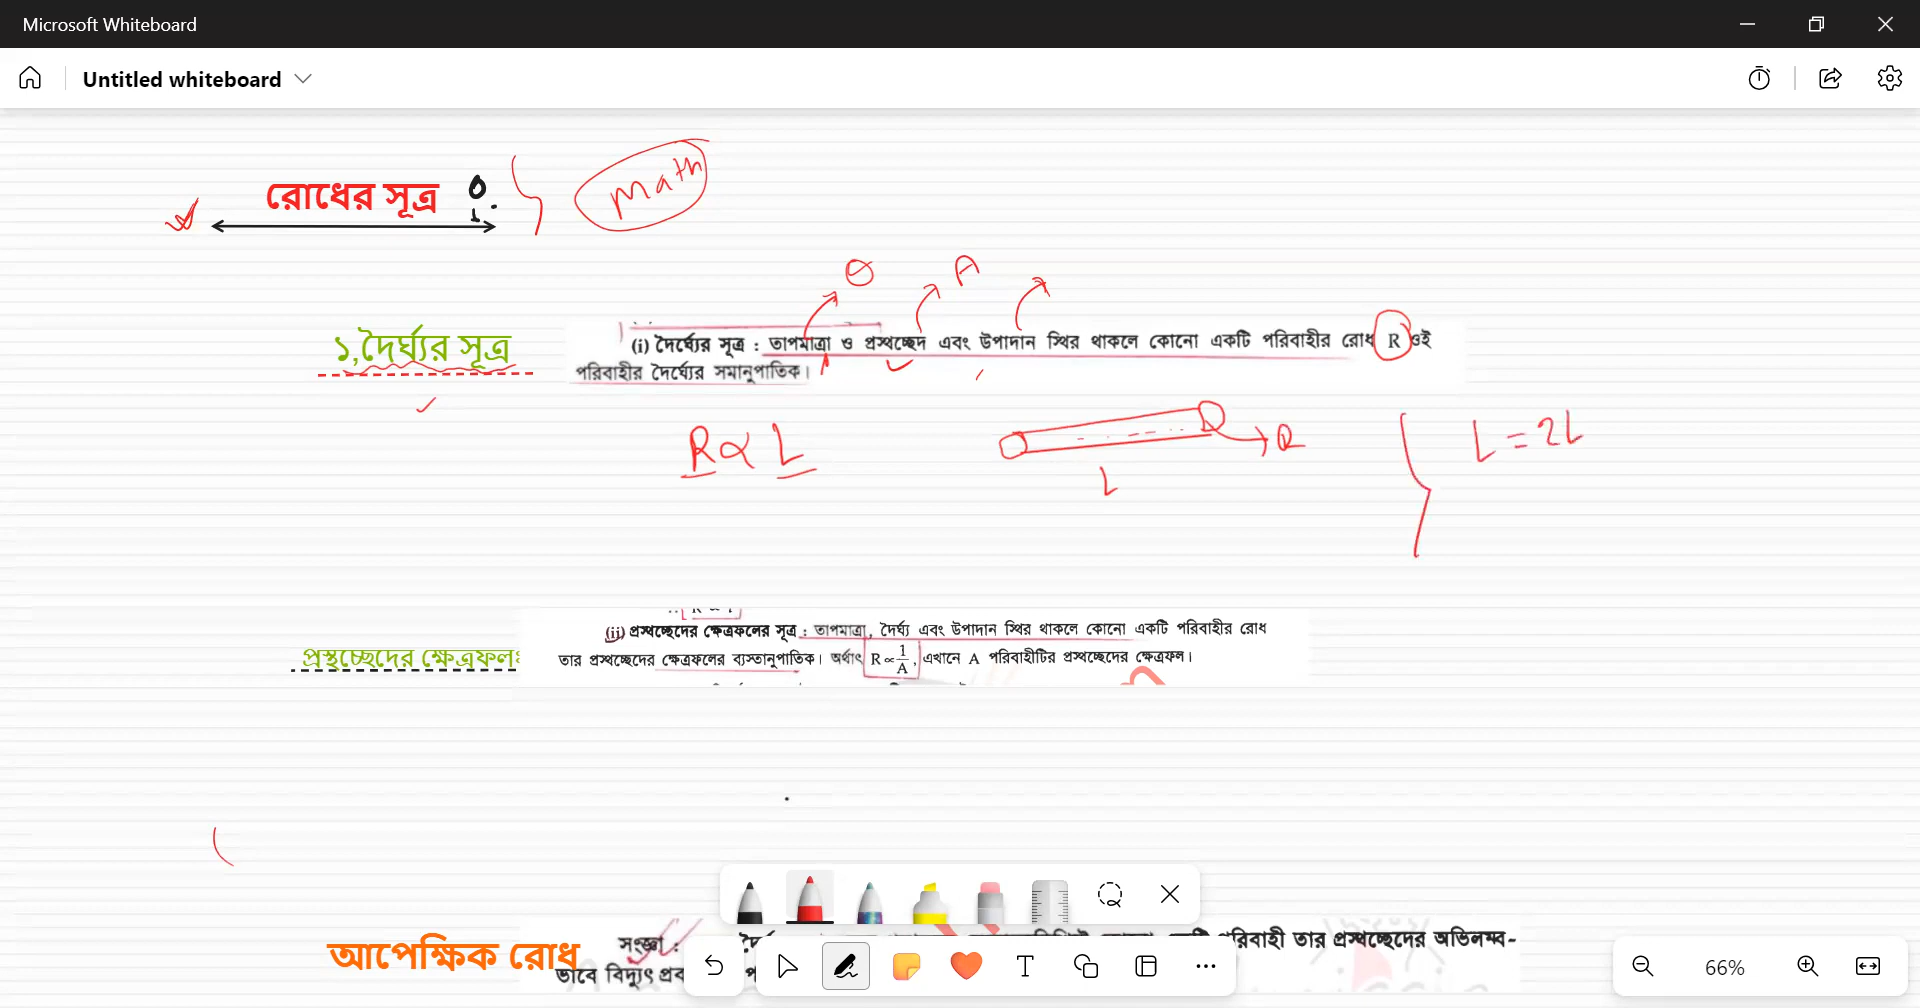 Microsoft Whiteboard
Untitled whiteboard
রোধের সূত্র
math
θ A
১,দৈর্ঘ্যের সূত্র
(i) দৈর্ঘ্যের সূত্র : তাপমাত্রা ও প্রস্থচ্ছেদ এবং উপাদান স্থির থাকলে কোনো একটি পরিবাহীর রোধ R ওই
পরিবাহীর দৈর্ঘ্যের সমানুপাতিক।
R ∝ L
L
L = 2L
(ii) প্রস্থচ্ছেদের ক্ষেত্রফলের সূত্র : তাপমাত্রা, দৈর্ঘ্য এবং উপাদান স্থির থাকলে কোনো একটি পরিবাহীর রোধ
প্রস্থচ্ছেদের ক্ষেত্রফল
তার প্রস্থচ্ছেদের ক্ষেত্রফলের ব্যস্তানুপাতিক। অর্থাৎ R ∝ 1/A, এখানে A পরিবাহীটির প্রস্থচ্ছেদের ক্ষেত্রফল।
আপেক্ষিক রোধ
সংজ্ঞা : পরিবাহী তার প্রস্থচ্ছেদের অভিলম্ব-
ভাবে বিদ্যুৎ
66%